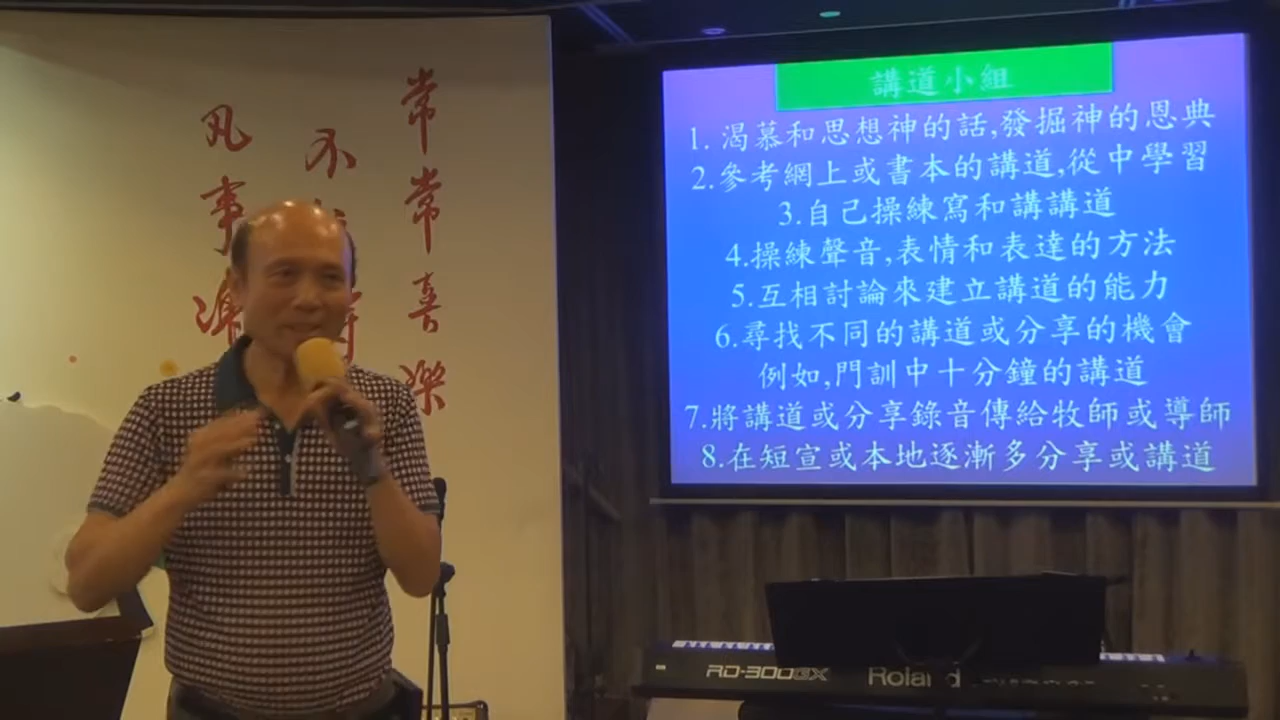 常常喜樂
不
凡事
講道小組
1. 渴慕和思想神的話,發掘神的恩典
2.參考網上或書本的講道,從中學習
3.自己操練寫和講講道
4.操練聲音,表情和表達的方法
5.互相討論來建立講道的能力
6.尋找不同的講道或分享的機會
例如,門訓中十分鐘的講道
7.將講道或分享錄音傳給牧師或導師
8.在短宣或本地逐漸多分享或講道
RD-300GX Roland